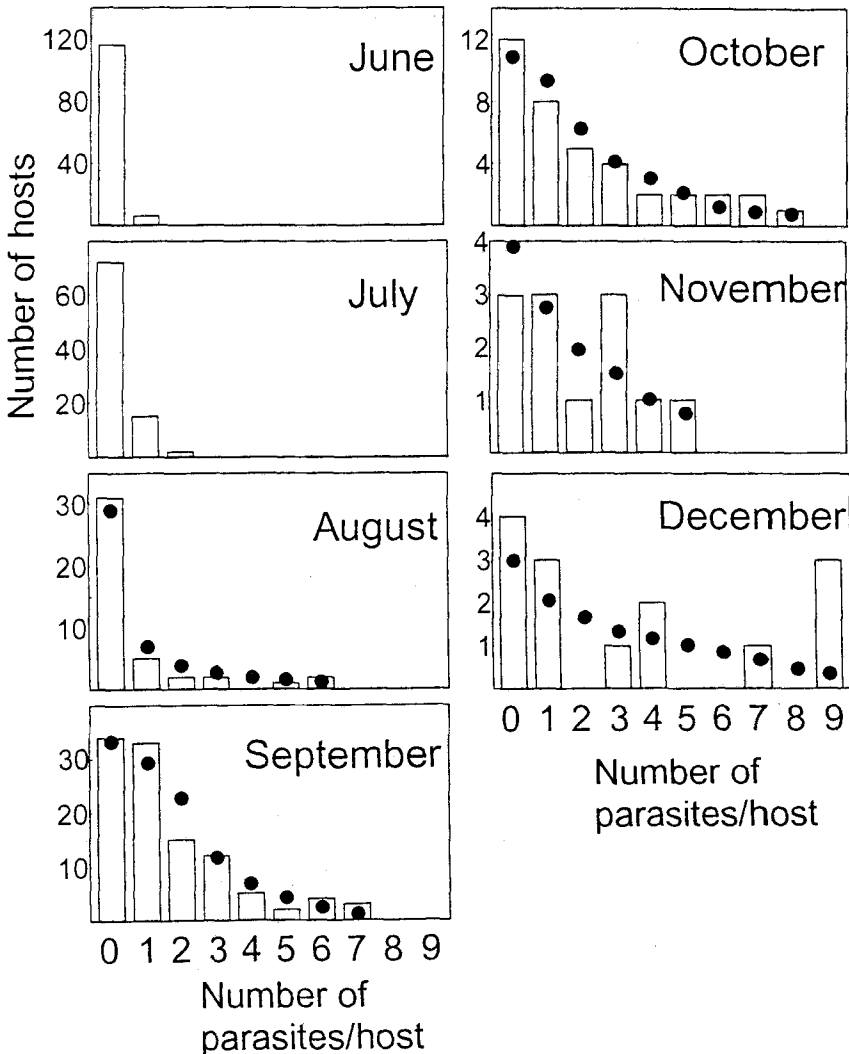 Number of hosts
120
80
40
June
60
40
20
July
30
20
10
August
30
20
10
September
0 1 2 3 4 5 6 7 8 9
Number of
parasites/host
12
8
4
October
4
3
2
1
November
4
3
2
1
December
0 1 2 3 4 5 6 7 8 9
Number of
parasites/host